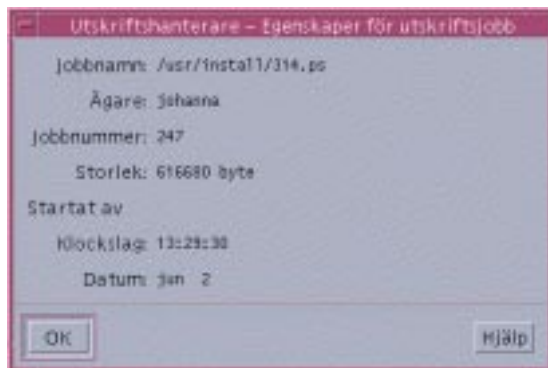 Utskriftshanterare – Egenskaper för utskriftsjobb
Jobbnamn: /usr/install/314.ps
Ägare: johanna
Jobbnummer: 247
Storlek: 616680 byte
Startat av
Klockslag: 13:29:30
Datum: jun 2
OK
Hjälp